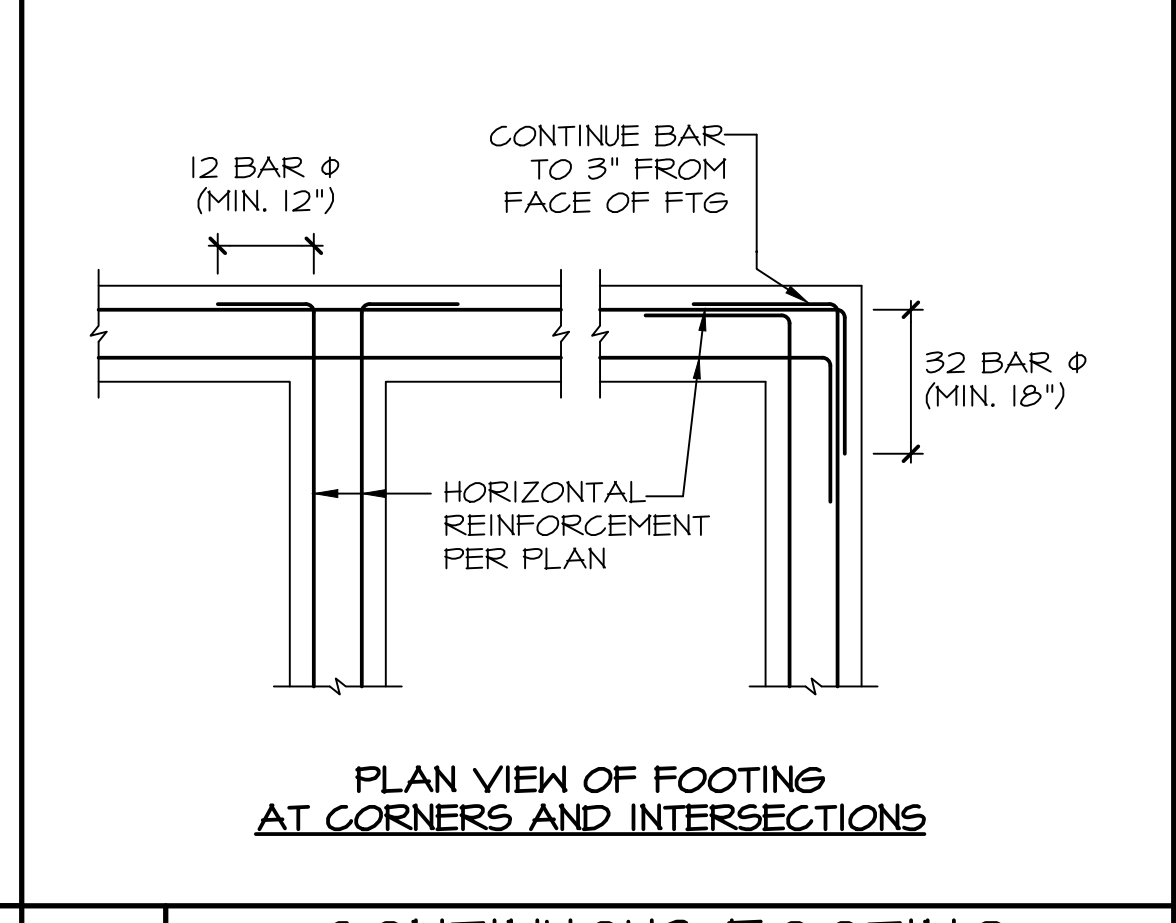 CONTINUE BAR
TO 3" FROM
FACE OF FTG
12 BAR Φ
(MIN. 12")
32 BAR Φ
(MIN. 18")
HORIZONTAL
REINFORCEMENT
PER PLAN
PLAN VIEW OF FOOTING
AT CORNERS AND INTERSECTIONS